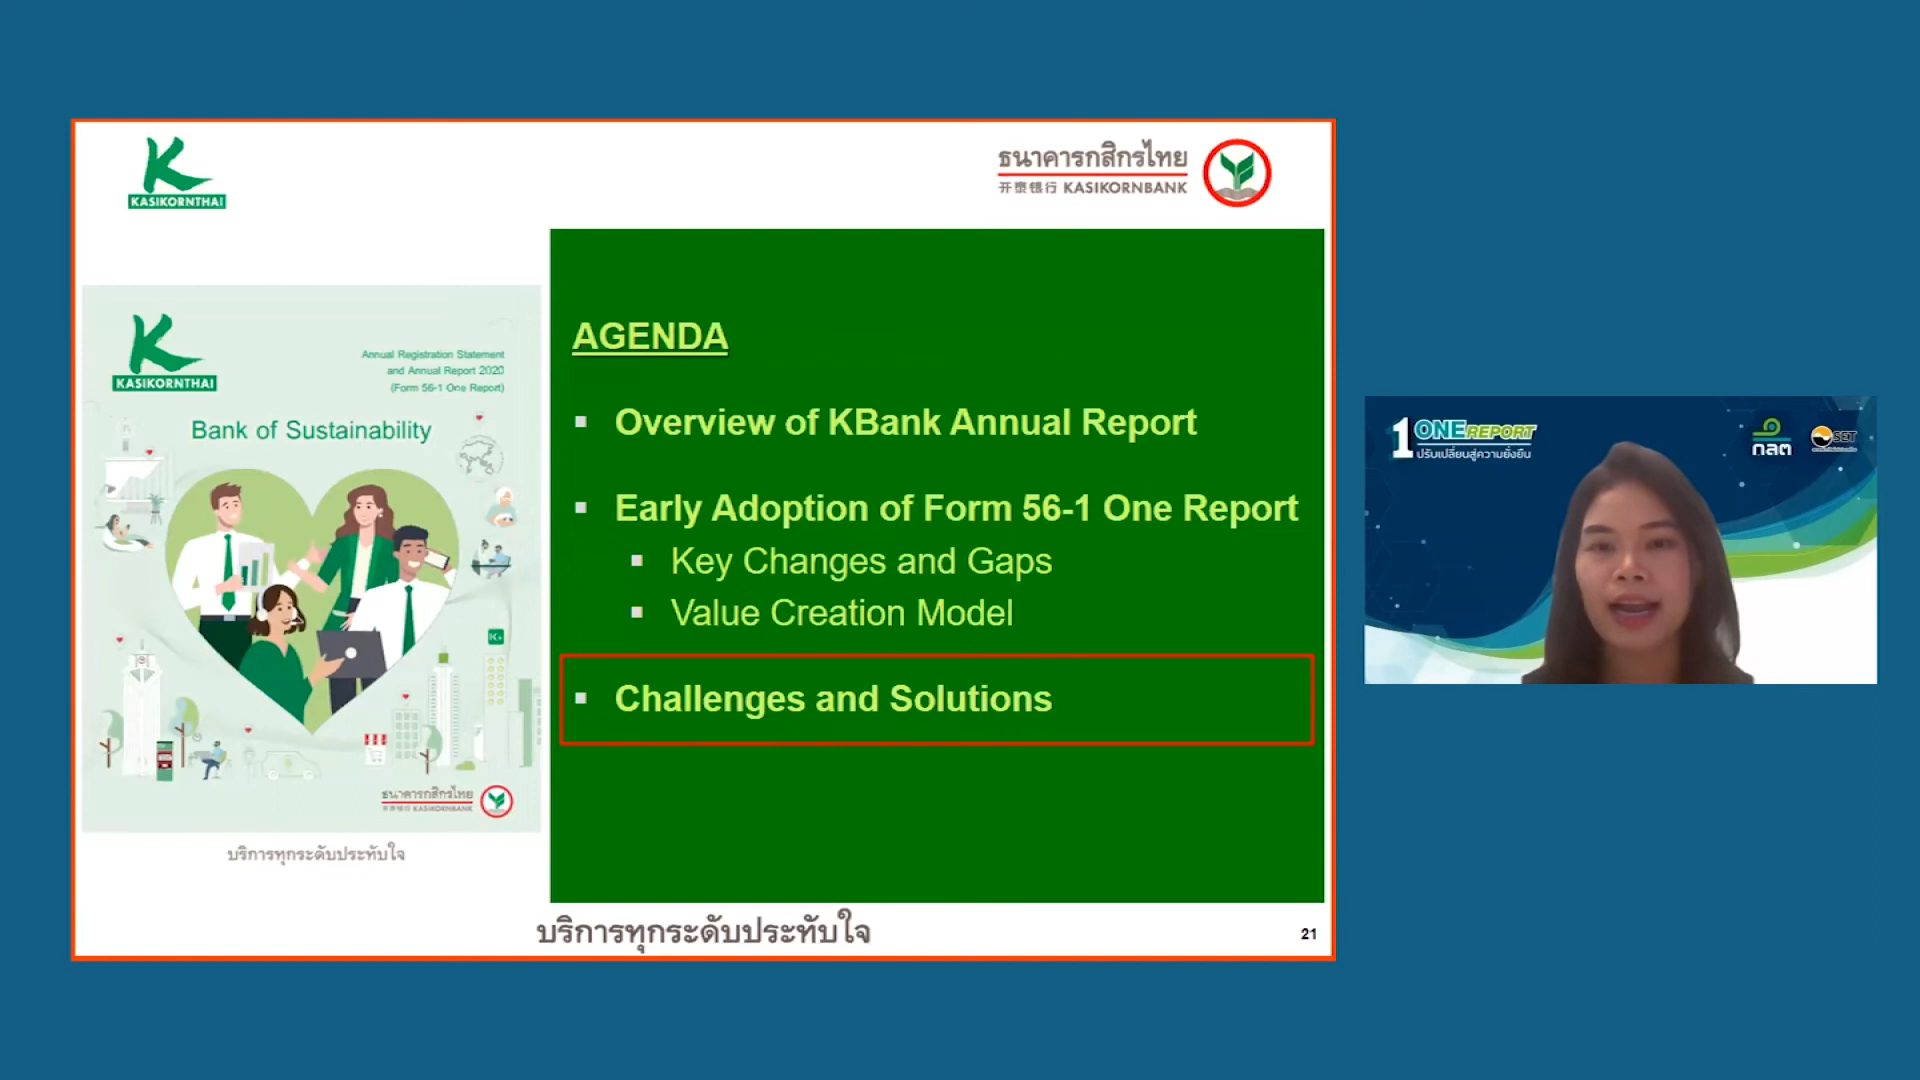 KASIKORNTHAI
ธนาคารกสิกรไทย
开泰银行 KASIKORNBANK
KASIKORNTHAI
Annual Registration Statement
and Annual Report 2020
(Form 56-1 One Report)
Bank of Sustainability
K+
ธนาคารกสิกรไทย
开泰银行 KASIKORNBANK
บริการทุกระดับประทับใจ
AGENDA
Overview of KBank Annual Report
Early Adoption of Form 56-1 One Report
Key Changes and Gaps
Value Creation Model
Challenges and Solutions
บริการทุกระดับประทับใจ
21
1 ONE REPORT
ปรับเปลี่ยนสู่ความยั่งยืน
กลต
SET